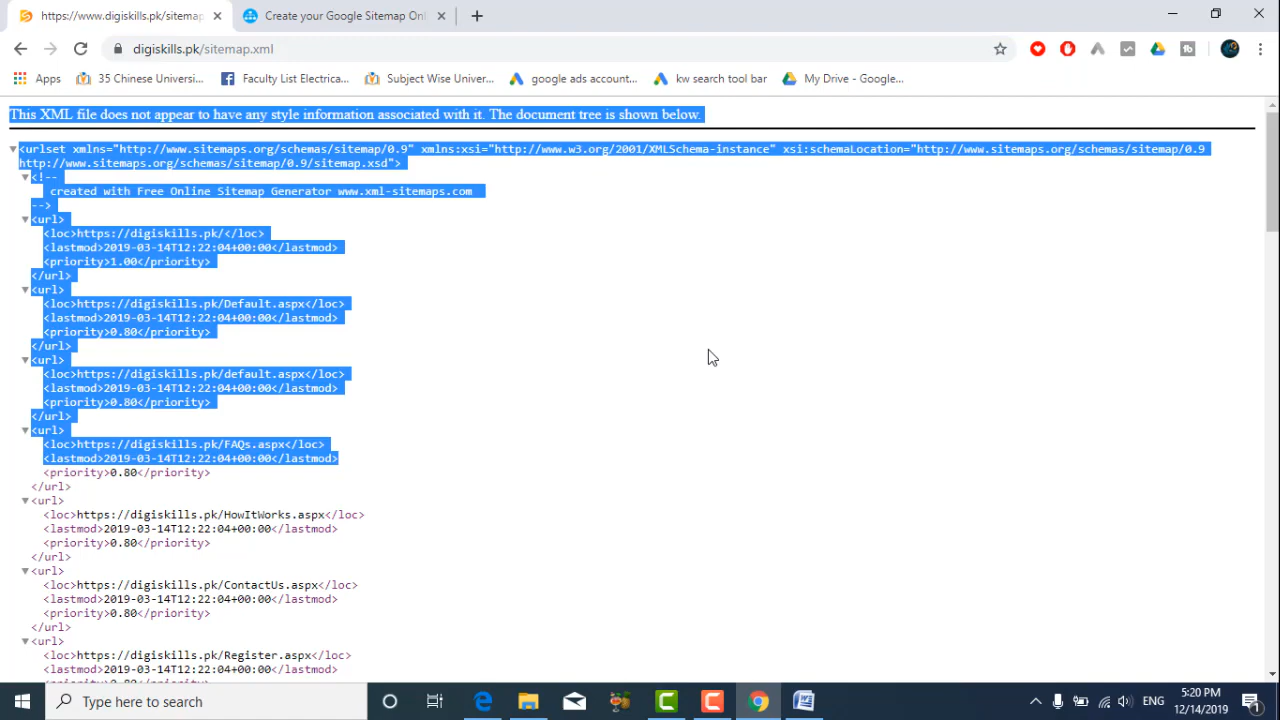 https://www.digiskills.pk/sitemap
Create your Google Sitemap Onl
digiskills.pk/sitemap.xml
Apps
35 Chinese Universi...
Faculty List Electrica...
Subject Wise Univer...
google ads account...
kw search tool bar
My Drive - Google...
This XML file does not appear to have any style information associated with it. The document tree is shown below.
<urlset xmlns="http://www.sitemaps.org/schemas/sitemap/0.9" xmlns:xsi="http://www.w3.org/2001/XMLSchema-instance" xsi:schemaLocation="http://www.sitemaps.org/schemas/sitemap/0.9
http://www.sitemaps.org/schemas/sitemap/0.9/sitemap.xsd">
<!--
created with Free Online Sitemap Generator www.xml-sitemaps.com
-->
<url>
<loc>https://digiskills.pk/</loc>
<lastmod>2019-03-14T12:22:04+00:00</lastmod>
<priority>1.00</priority>
</url>
<url>
<loc>https://digiskills.pk/Default.aspx</loc>
<lastmod>2019-03-14T12:22:04+00:00</lastmod>
<priority>0.80</priority>
</url>
<url>
<loc>https://digiskills.pk/default.aspx</loc>
<lastmod>2019-03-14T12:22:04+00:00</lastmod>
<priority>0.80</priority>
</url>
<url>
<loc>https://digiskills.pk/FAQs.aspx</loc>
<lastmod>2019-03-14T12:22:04+00:00</lastmod>
<priority>0.80</priority>
</url>
<url>
<loc>https://digiskills.pk/HowItWorks.aspx</loc>
<lastmod>2019-03-14T12:22:04+00:00</lastmod>
<priority>0.80</priority>
</url>
<url>
<loc>https://digiskills.pk/ContactUs.aspx</loc>
<lastmod>2019-03-14T12:22:04+00:00</lastmod>
<priority>0.80</priority>
</url>
<url>
<loc>https://digiskills.pk/Register.aspx</loc>
<lastmod>2019-03-14T12:22:04+00:00</lastmod>
<priority>0.80</priority>
Type here to search
ENG
5:20 PM
12/14/2019